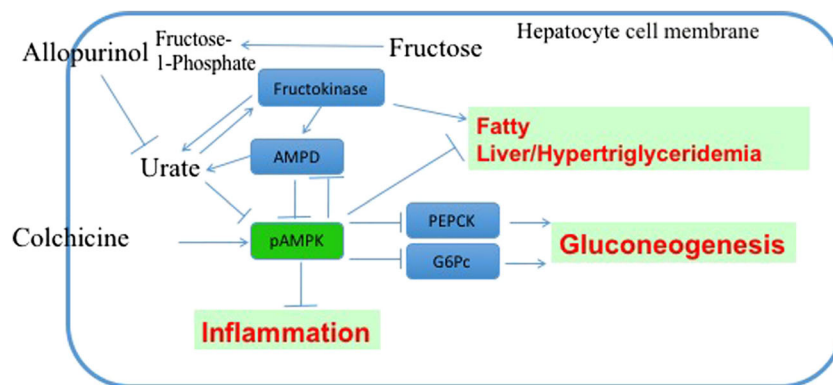 Hepatocyte cell membrane
Allopurinol
Fructose-
1-Phosphate
Fructose
Fructokinase
Fatty
Liver/Hypertriglyceridemia
AMPD
Urate
PEPCK
Colchicine
pAMPK
Gluconeogenesis
G6Pc
Inflammation